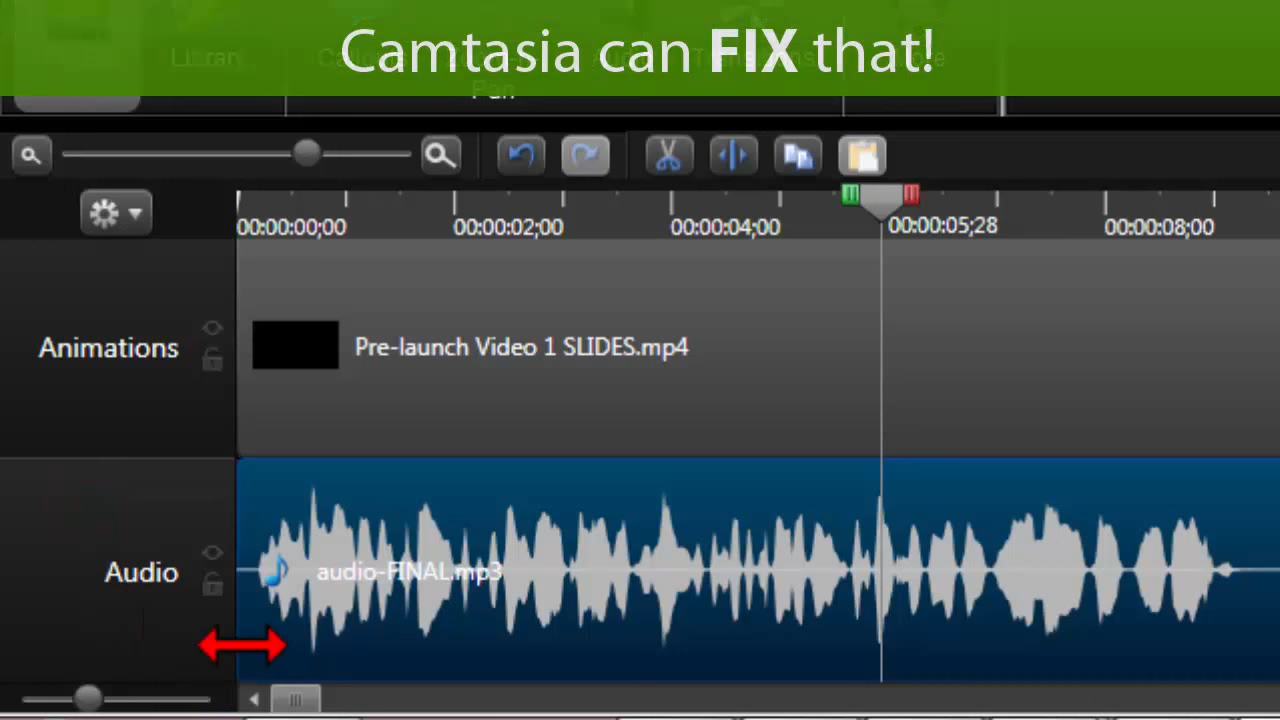 Camtasia can FIX that!
Pan
00:00:00;00 00:00:02;00 00:00:04;00 00:00:05;28 00:00:08;00
Animations
Pre-launch Video 1 SLIDES.mp4
Audio
audio-FINAL.mp3